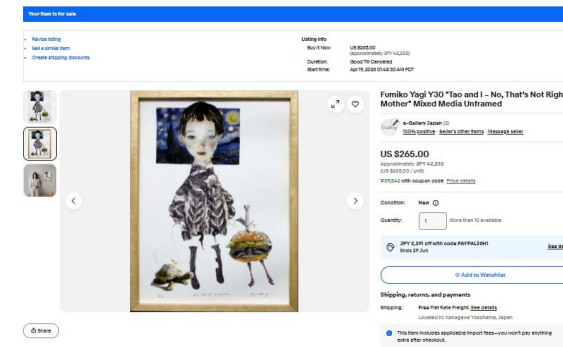 Your item is for sale
Revise listing
Sell a similar item
Create shipping discounts
Listing info
Buy It Now US $265.00
(approximately JPY 42,200)
Duration: Good Till Canceled
Start time: Apr 19, 2026 01:48:30 AM PDT
Fumiko Yagi Y30 "Tao and I – No, That's Not Righ
Mother" Mixed Media Unframed
e-Gallery Japan (3)
100% positive · Seller's other items · Message seller
US $265.00
Approximately JPY 42,200
(US $265.00 / unit)
with coupon code Price details
Condition: New
Quantity: 1 More than 10 available
off with code PAYPAL26H1
Ends 29 Jun
Add to Watchlist
Shipping, returns, and payments
Shipping: Free Flat Rate Freight. See details
Located in: Kanagawa Yokohama, Japan
This item includes applicable import fees—you won't pay anything
extra after checkout.
Share